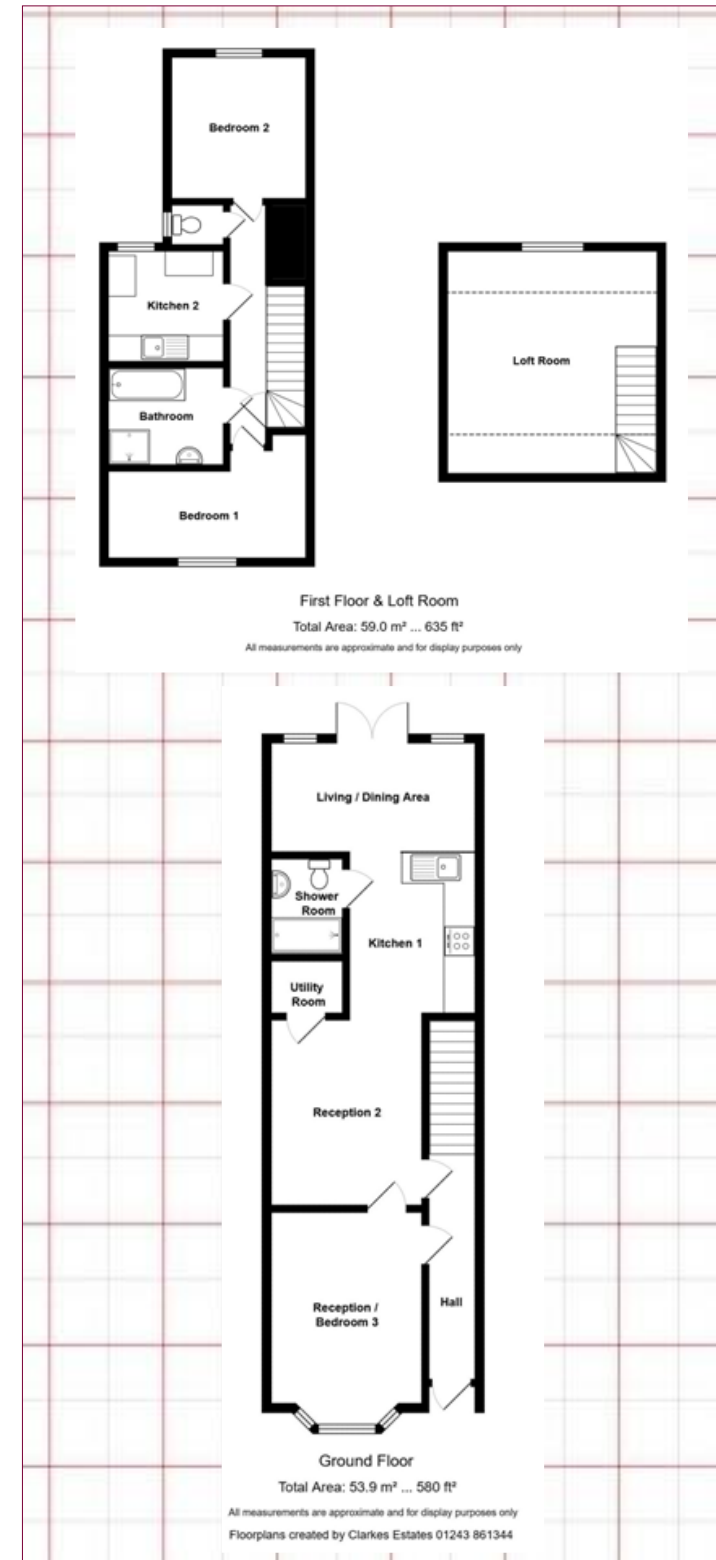 Bedroom 2
Kitchen 2
Bathroom
Bedroom 1
Loft Room
First Floor & Loft Room
Total Area: 59.0 m² ... 635 ft²
All measurements are approximate and for display purposes only
Living / Dining Area
Shower
Room
Kitchen 1
Utility
Room
Reception 2
Reception /
Bedroom 3
Hall
Ground Floor
Total Area: 53.9 m² ... 580 ft²
All measurements are approximate and for display purposes only
Floorplans created by Clarkes Estates 01243 861344